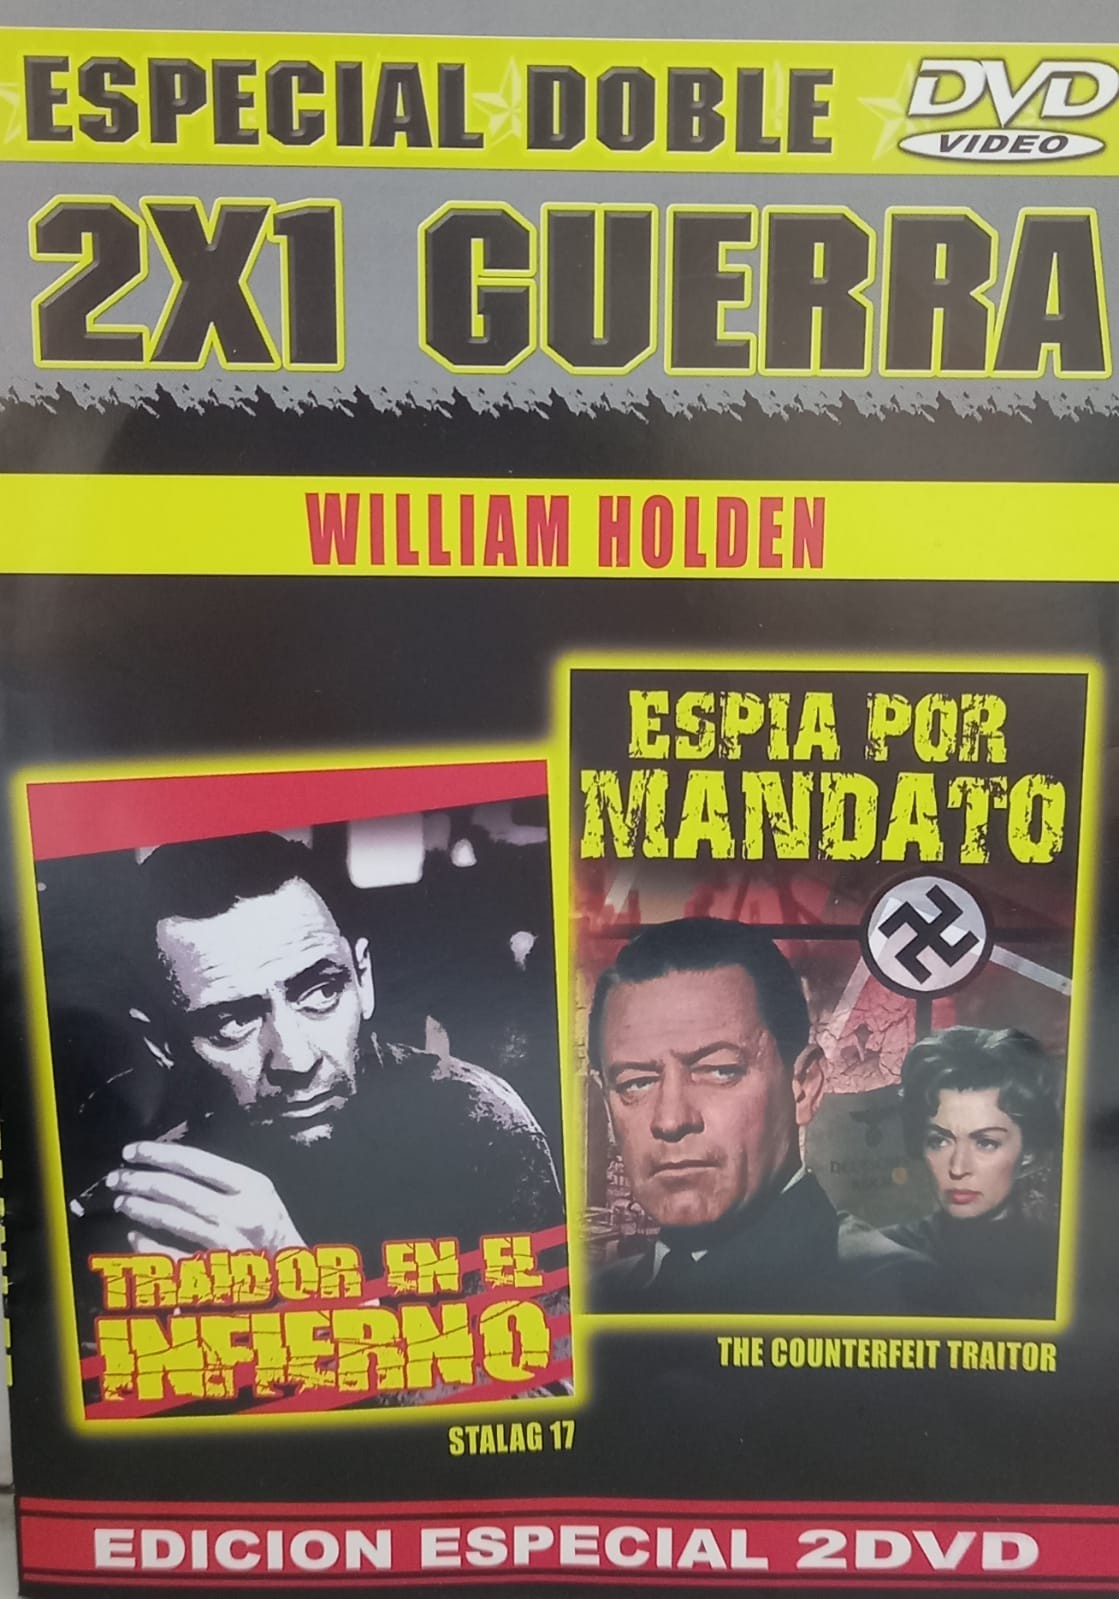 ESPECIAL DOBLE
DVD
VIDEO
2X1 GUERRA
WILLIAM HOLDEN
ESPIA POR
MANDATO
TRAIDOR EN EL
INFIERNO
THE COUNTERFEIT TRAITOR
STALAG 17
EDICION ESPECIAL 2DVD